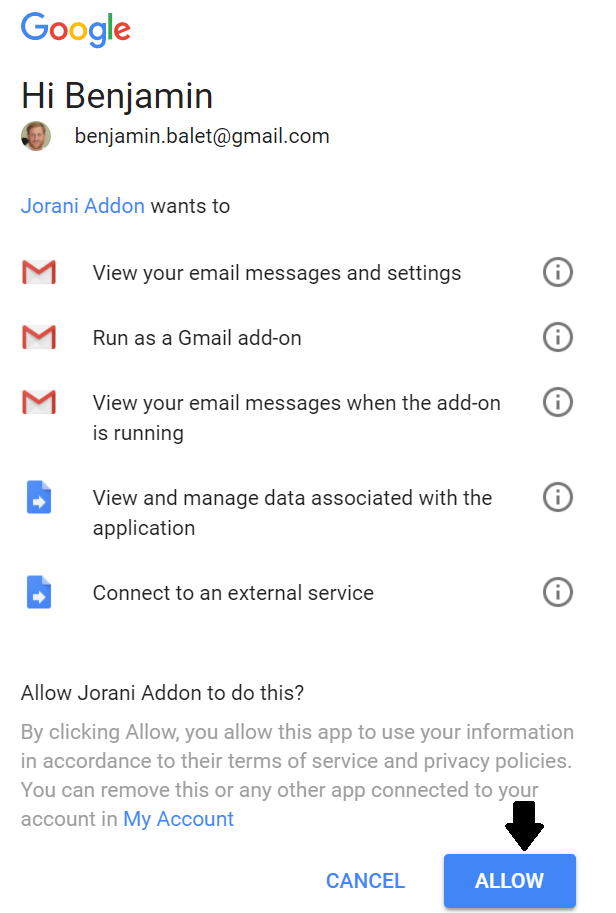 Google
Hi Benjamin
benjamin.balet@gmail.com
Jorani Addon wants to
View your email messages and settings
Run as a Gmail add-on
View your email messages when the add-on
is running
View and manage data associated with the
application
Connect to an external service
Allow Jorani Addon to do this?
By clicking Allow, you allow this app to use your information
in accordance to their terms of service and privacy policies.
You can remove this or any other app connected to your
account in My Account
CANCEL ALLOW